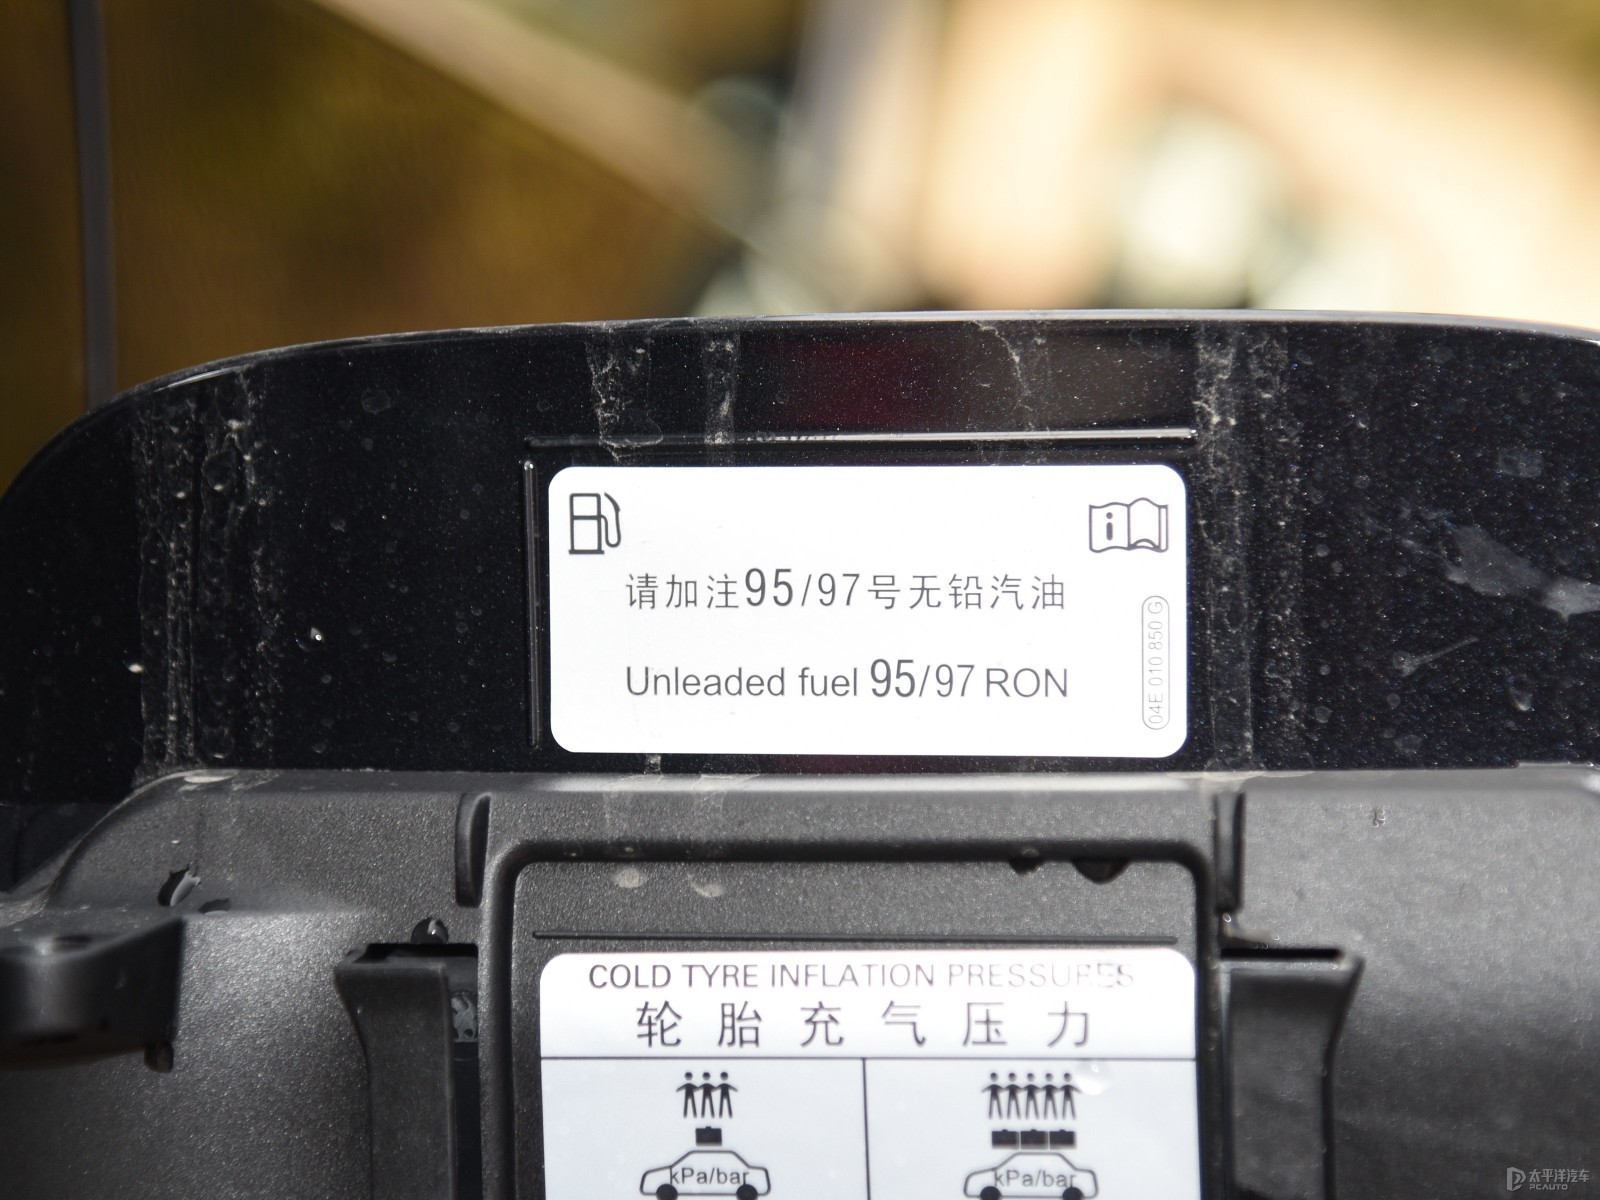 请加注95/97号无铅汽油
Unleaded fuel 95/97 RON
04E 010 850 G
COLD TYRE INFLATION PRESSURES
轮胎充气压力
kPa/bar
kPa/bar
太平洋汽车
PCAUTO